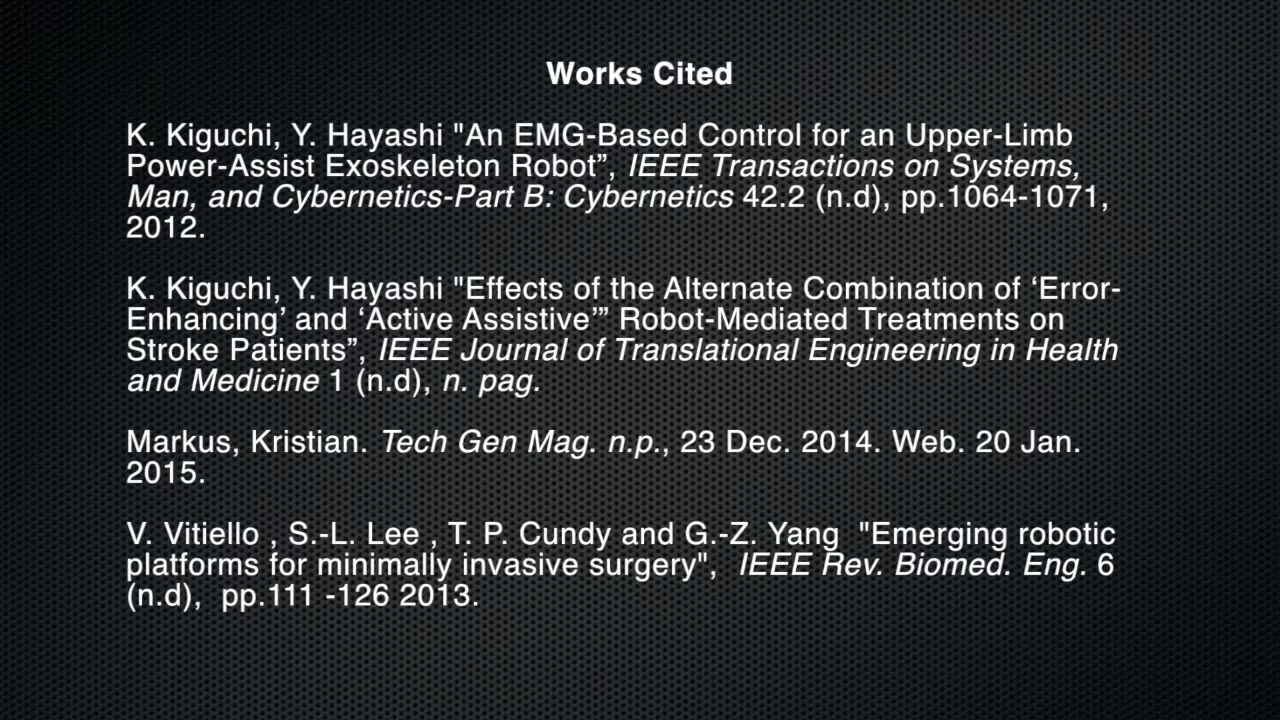 Works Cited
K. Kiguchi, Y. Hayashi "An EMG-Based Control for an Upper-Limb
Power-Assist Exoskeleton Robot”, IEEE Transactions on Systems,
Man, and Cybernetics-Part B: Cybernetics 42.2 (n.d), pp.1064-1071,
2012.
K. Kiguchi, Y. Hayashi "Effects of the Alternate Combination of ‘Error-
Enhancing’ and ‘Active Assistive’” Robot-Mediated Treatments on
Stroke Patients”, IEEE Journal of Translational Engineering in Health
and Medicine 1 (n.d), n. pag.
Markus, Kristian. Tech Gen Mag. n.p., 23 Dec. 2014. Web. 20 Jan.
2015.
V. Vitiello , S.-L. Lee , T. P. Cundy and G.-Z. Yang  "Emerging robotic
platforms for minimally invasive surgery",  IEEE Rev. Biomed. Eng. 6
(n.d),  pp.111 -126 2013.